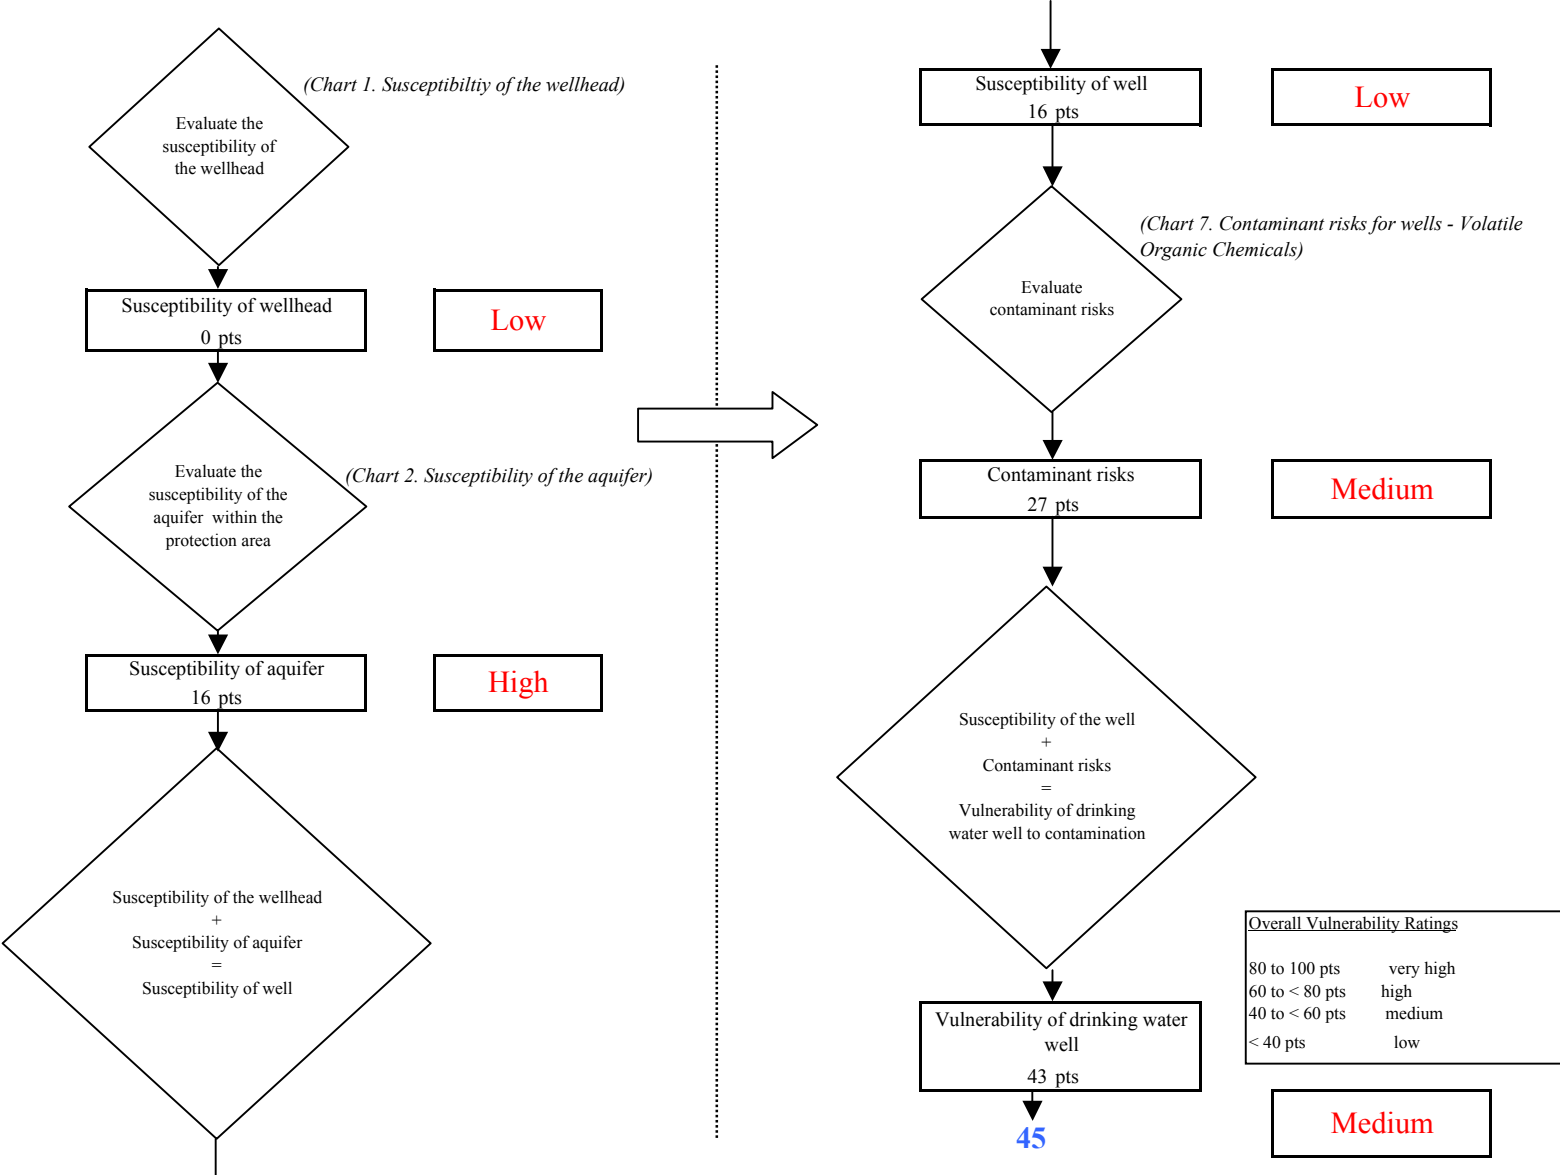 (Chart 1. Susceptibiltiy of the wellhead)
Evaluate the
susceptibility of
the wellhead
Susceptibility of wellhead
0 pts
Low
Evaluate the
susceptibility of the
aquifer within the
protection area
(Chart 2. Susceptibility of the aquifer)
Susceptibility of aquifer
16 pts
High
Susceptibility of the wellhead
+
Susceptibility of aquifer
=
Susceptibility of well
Susceptibility of well
16 pts
Low
(Chart 7. Contaminant risks for wells - Volatile
Organic Chemicals)
Evaluate
contaminant risks
Contaminant risks
27 pts
Medium
Susceptibility of the well
+
Contaminant risks
=
Vulnerability of drinking
water well to contamination
Overall Vulnerability Ratings
80 to 100 pts very high
60 to < 80 pts high
40 to < 60 pts medium
< 40 pts low
Vulnerability of drinking water
well
43 pts
45
Medium